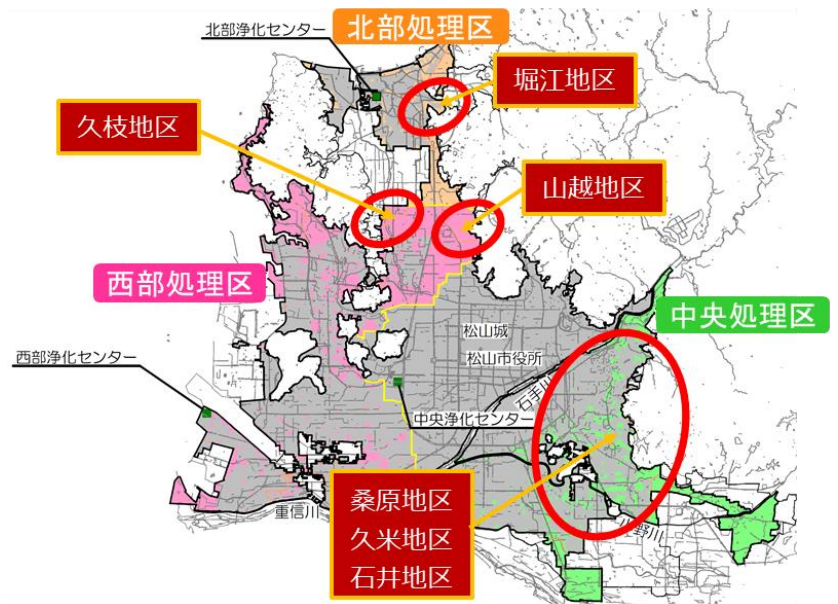 北部処理区
北部浄化センター
堀江地区
久枝地区
山越地区
西部処理区
中央処理区
松山城
松山市役所
西部浄化センター
石手川
中央浄化センター
重信川
桑原地区
久米地区
石井地区
野川